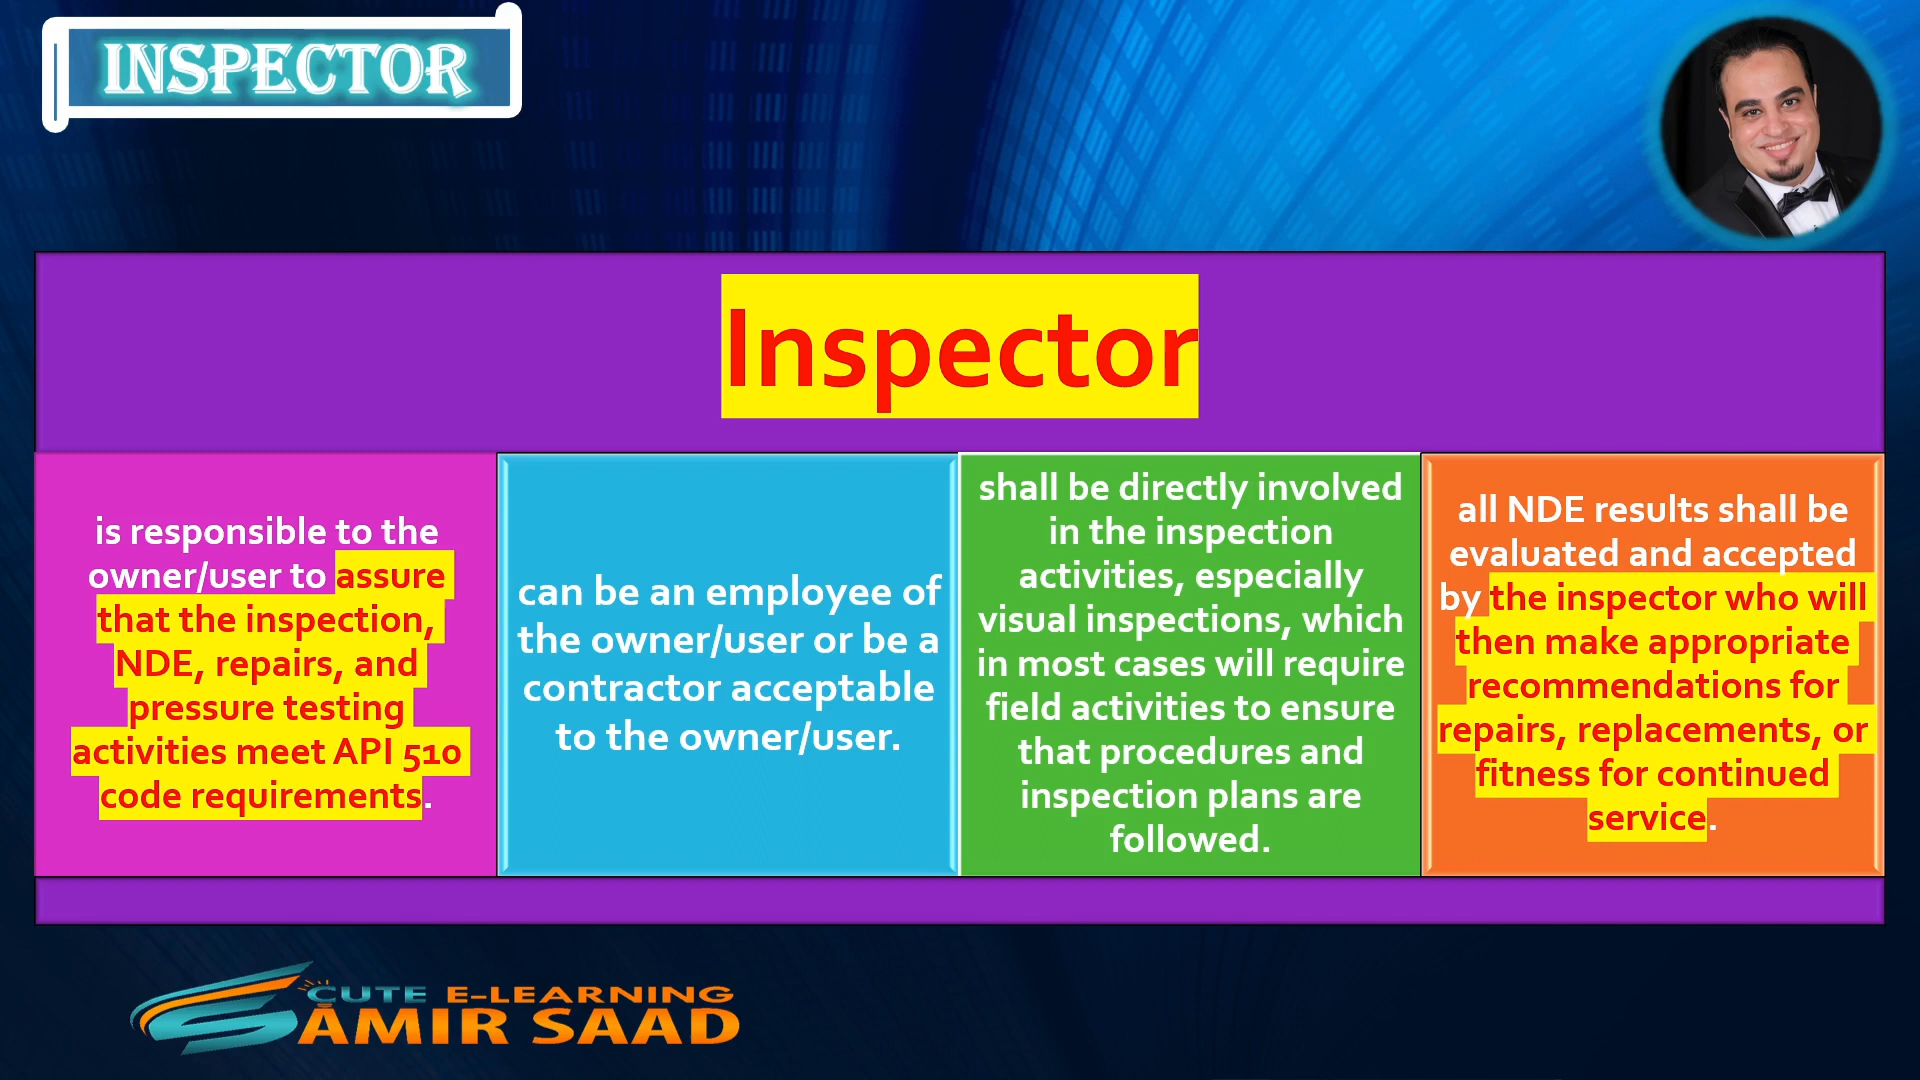 INSPECTOR
Inspector
is responsible to the
owner/user to assure
that the inspection,
NDE, repairs, and
pressure testing
activities meet API 510
code requirements.
can be an employee of
the owner/user or be a
contractor acceptable
to the owner/user.
shall be directly involved
in the inspection
activities, especially
visual inspections, which
in most cases will require
field activities to ensure
that procedures and
inspection plans are
followed.
all NDE results shall be
evaluated and accepted
by the inspector who will
then make appropriate
recommendations for
repairs, replacements, or
fitness for continued
service.
CUTE E-LEARNING
AMIR SAAD